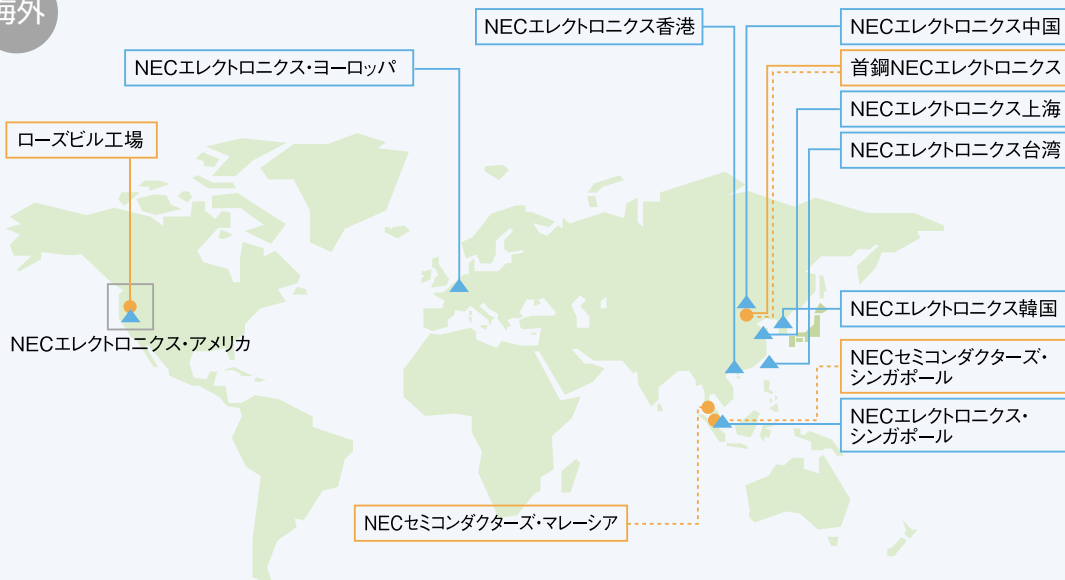 海外
NECエレクトロニクス香港
NECエレクトロニクス中国
NECエレクトロニクス・ヨーロッパ
首鋼NECエレクトロニクス
NECエレクトロニクス上海
ローズビル工場
NECエレクトロニクス台湾
NECエレクトロニクス韓国
NECエレクトロニクス・アメリカ
NECセミコンダクターズ・
シンガポール
NECエレクトロニクス・
シンガポール
NECセミコンダクターズ・マレーシア